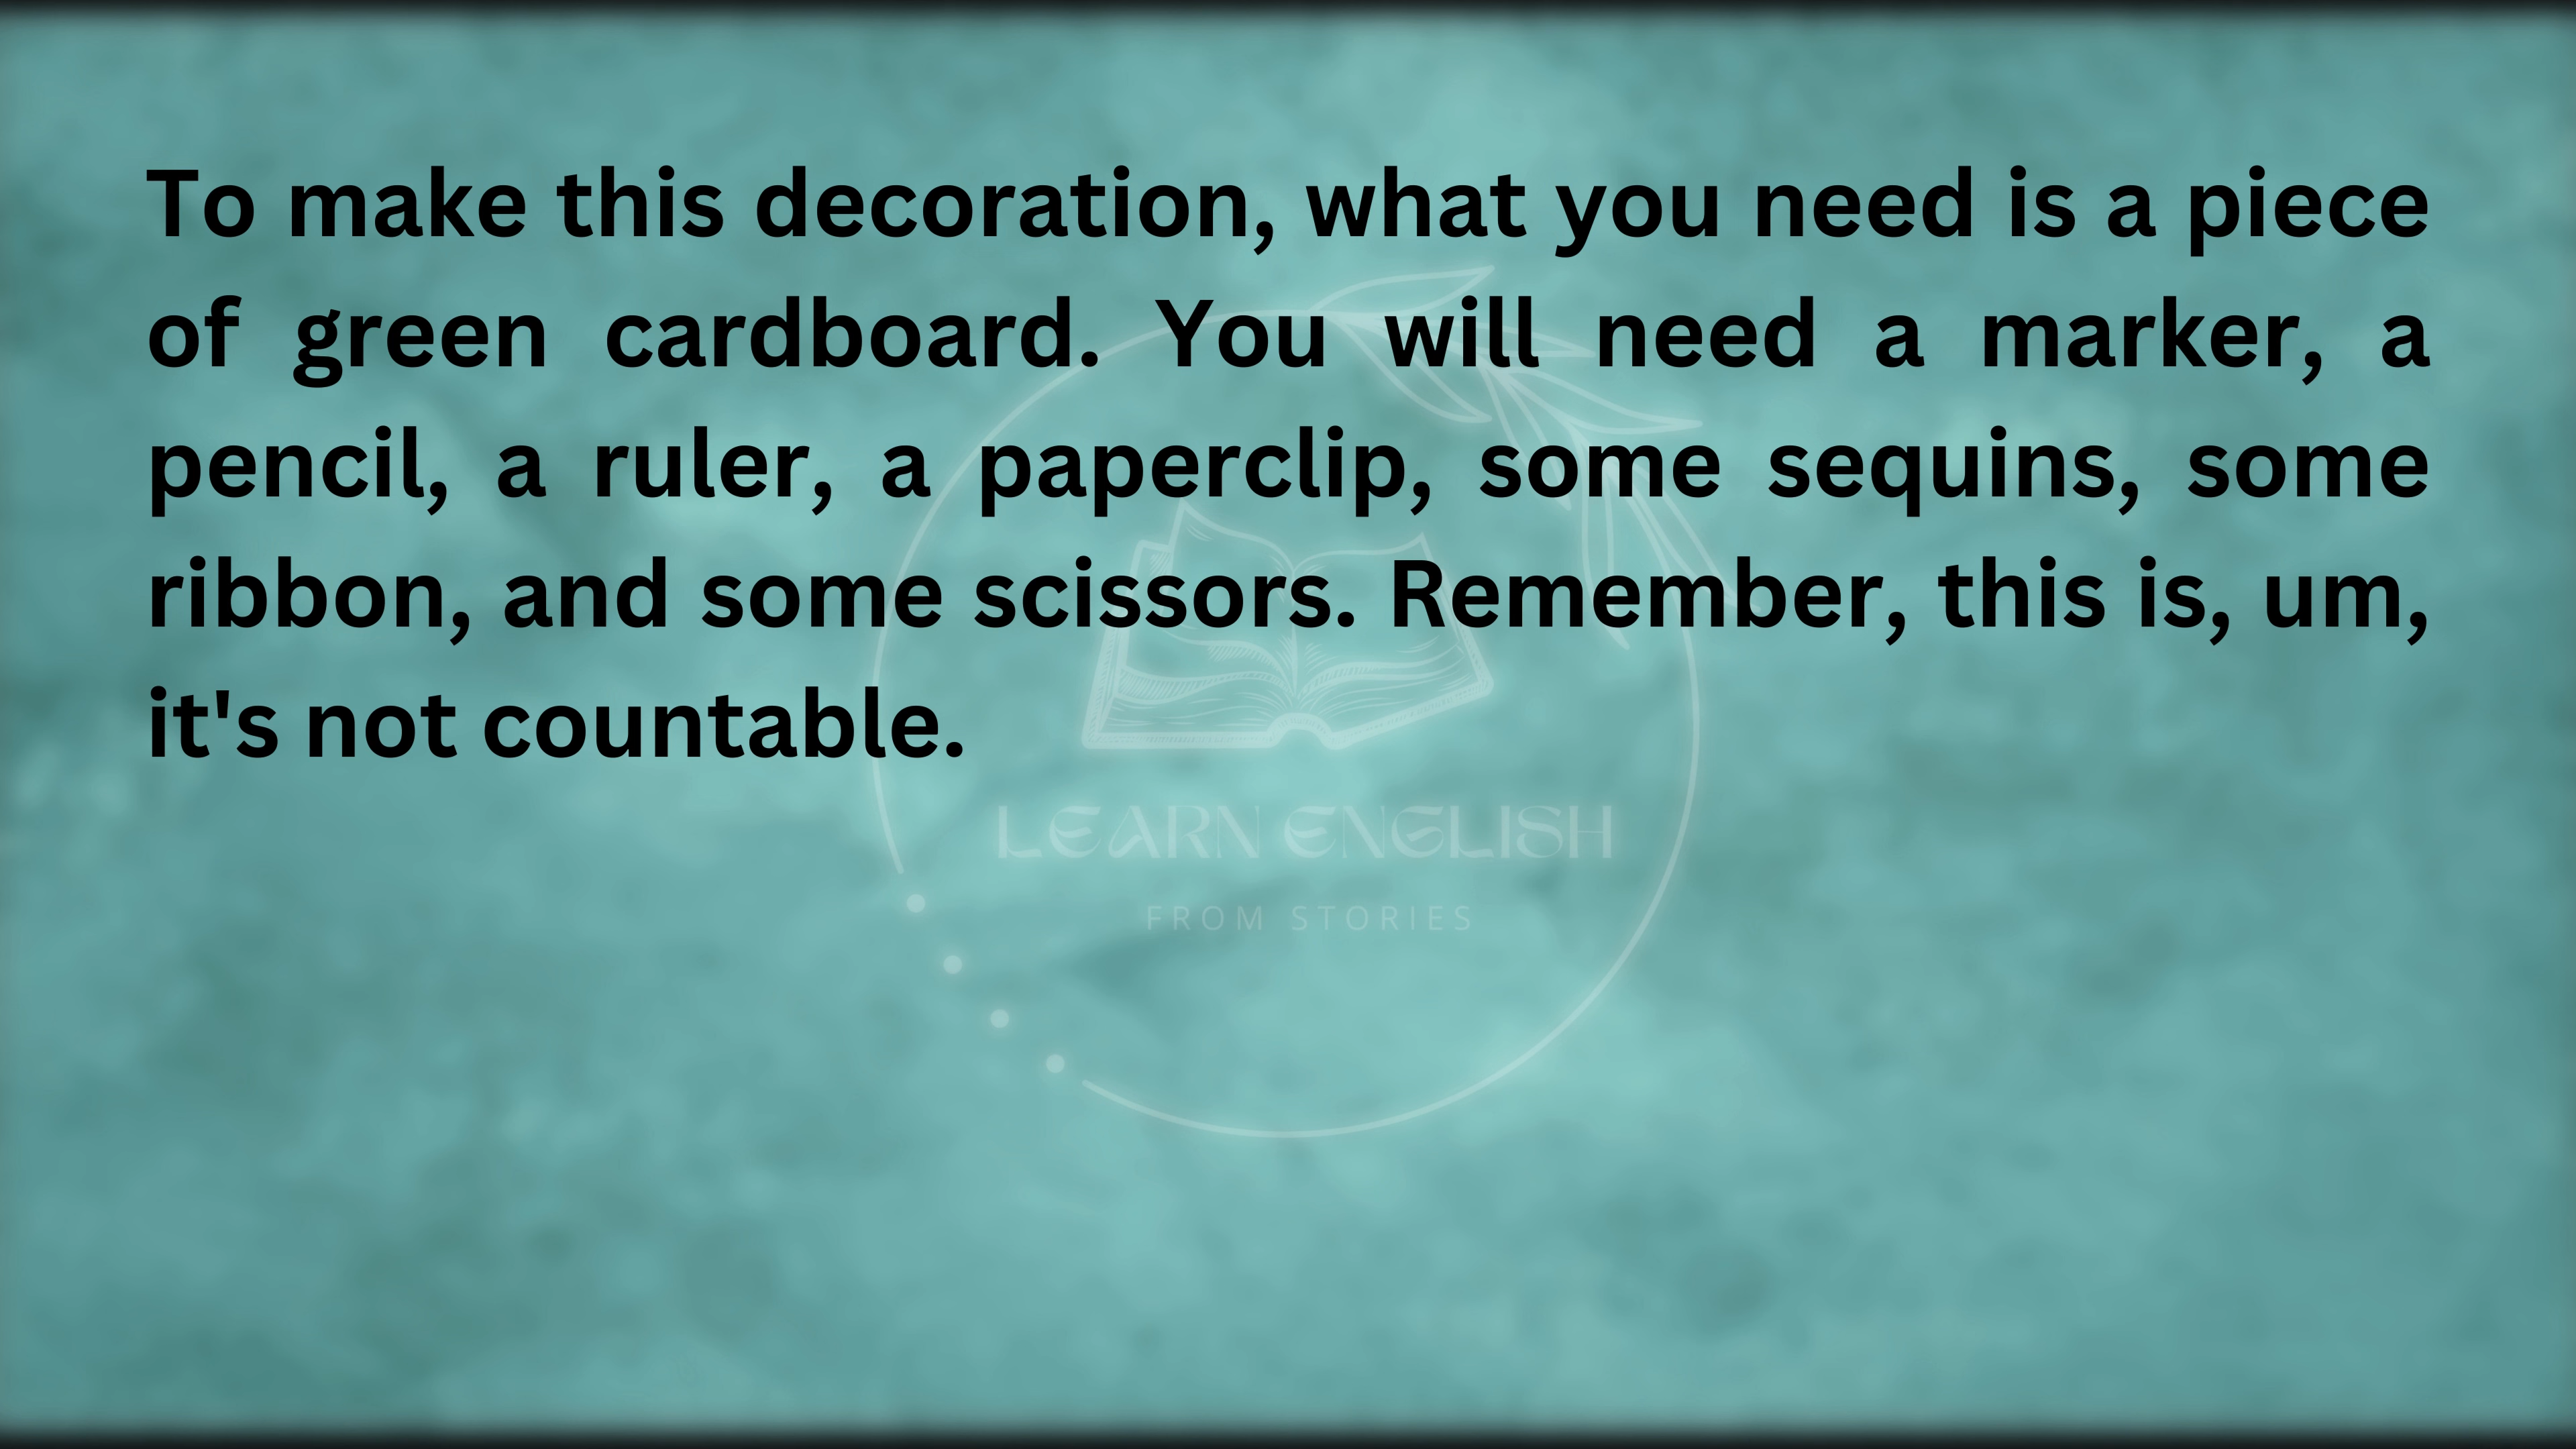 To make this decoration, what you need is a piece
of green cardboard. You will need a marker, a
pencil, a ruler, a paperclip, some sequins, some
ribbon, and some scissors. Remember, this is, um,
it's not countable.
LEARN ENGLISH
FROM STORIES